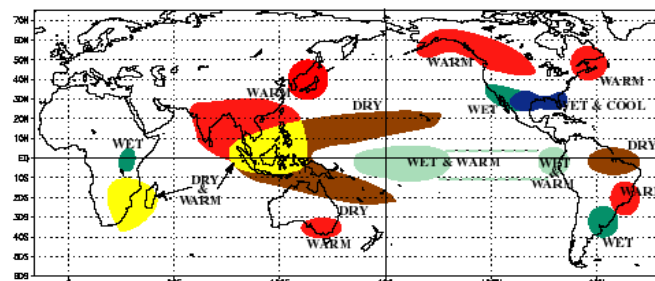 70N
60N
50N
40N
30N
20N
10N
EQ
10S
20S
30S
40S
50S
60S
WARM
WARM
WARM
DRY
WET
WET & COOL
WET
DRY
WET & WARM
WET
&
WARM
DRY
&
WARM
DRY
WARM
WARM
WET